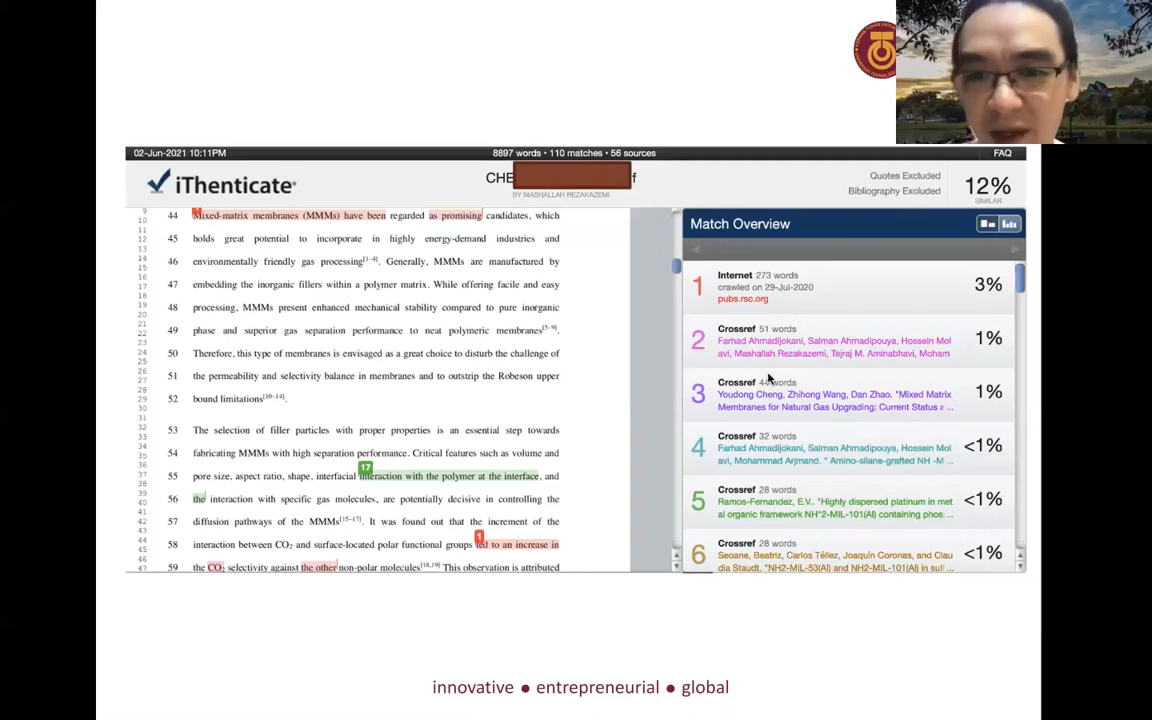 02-Jun-2021 10:11PM
8897 words • 110 matches • 56 sources
FAQ
iThenticate®
CHE
f
BY MASHALLAH REZAKAZEMI
Quotes Excluded
Bibliography Excluded
12%
SIMILAR
44 Mixed-matrix membranes (MMMs) have been regarded as promising candidates, which
45 holds great potential to incorporate in highly energy-demand industries and
46 environmentally friendly gas processing[1-4]. Generally, MMMs are manufactured by
47 embedding the inorganic fillers within a polymer matrix. While offering facile and easy
48 processing, MMMs present enhanced mechanical stability compared to pure inorganic
49 phase and superior gas separation performance to neat polymeric membranes[5-9].
50 Therefore, this type of membranes is envisaged as a great choice to disturb the challenge of
51 the permeability and selectivity balance in membranes and to outstrip the Robeson upper
52 bound limitations[10-14].
53 The selection of filler particles with proper properties is an essential step towards
54 fabricating MMMs with high separation performance. Critical features such as volume and
17
55 pore size, aspect ratio, shape, interfacial interaction with the polymer at the interface, and
56 the interaction with specific gas molecules, are potentially decisive in controlling the
57 diffusion pathways of the MMMs[15-17]. It was found out that the increment of the
1
58 interaction between CO2 and surface-located polar functional groups led to an increase in
59 the CO2 selectivity against the other non-polar molecules[18,19] This observation is attributed
Match Overview
1 Internet 273 words
crawled on 29-Jul-2020
pubs.rsc.org
3%
2 Crossref 51 words
Farhad Ahmadijokani, Salman Ahmadipouya, Hossein Mol
avi, Mashallah Rezakazemi, Tejraj M. Aminabhavi, Moham
1%
3 Crossref 44 words
Youdong Cheng, Zhihong Wang, Dan Zhao. "Mixed Matrix
Membranes for Natural Gas Upgrading: Current Status a ...
1%
4 Crossref 32 words
Farhad Ahmadijokani, Salman Ahmadipouya, Hossein Mol
avi, Mohammad Arjmand. " Amino-silane-grafted NH -M ...
<1%
5 Crossref 28 words
Ramos-Fernandez, E.V.. "Highly dispersed platinum in met
al organic framework NH"2-MIL-101(Al) containing phos ...
<1%
6 Crossref 28 words
Seoane, Beatriz, Carlos Téllez, Joaquín Coronas, and Clau
dia Staudt. "NH2-MIL-53(Al) and NH2-MIL-101(Al) in sul ...
<1%
innovative ● entrepreneurial ● global